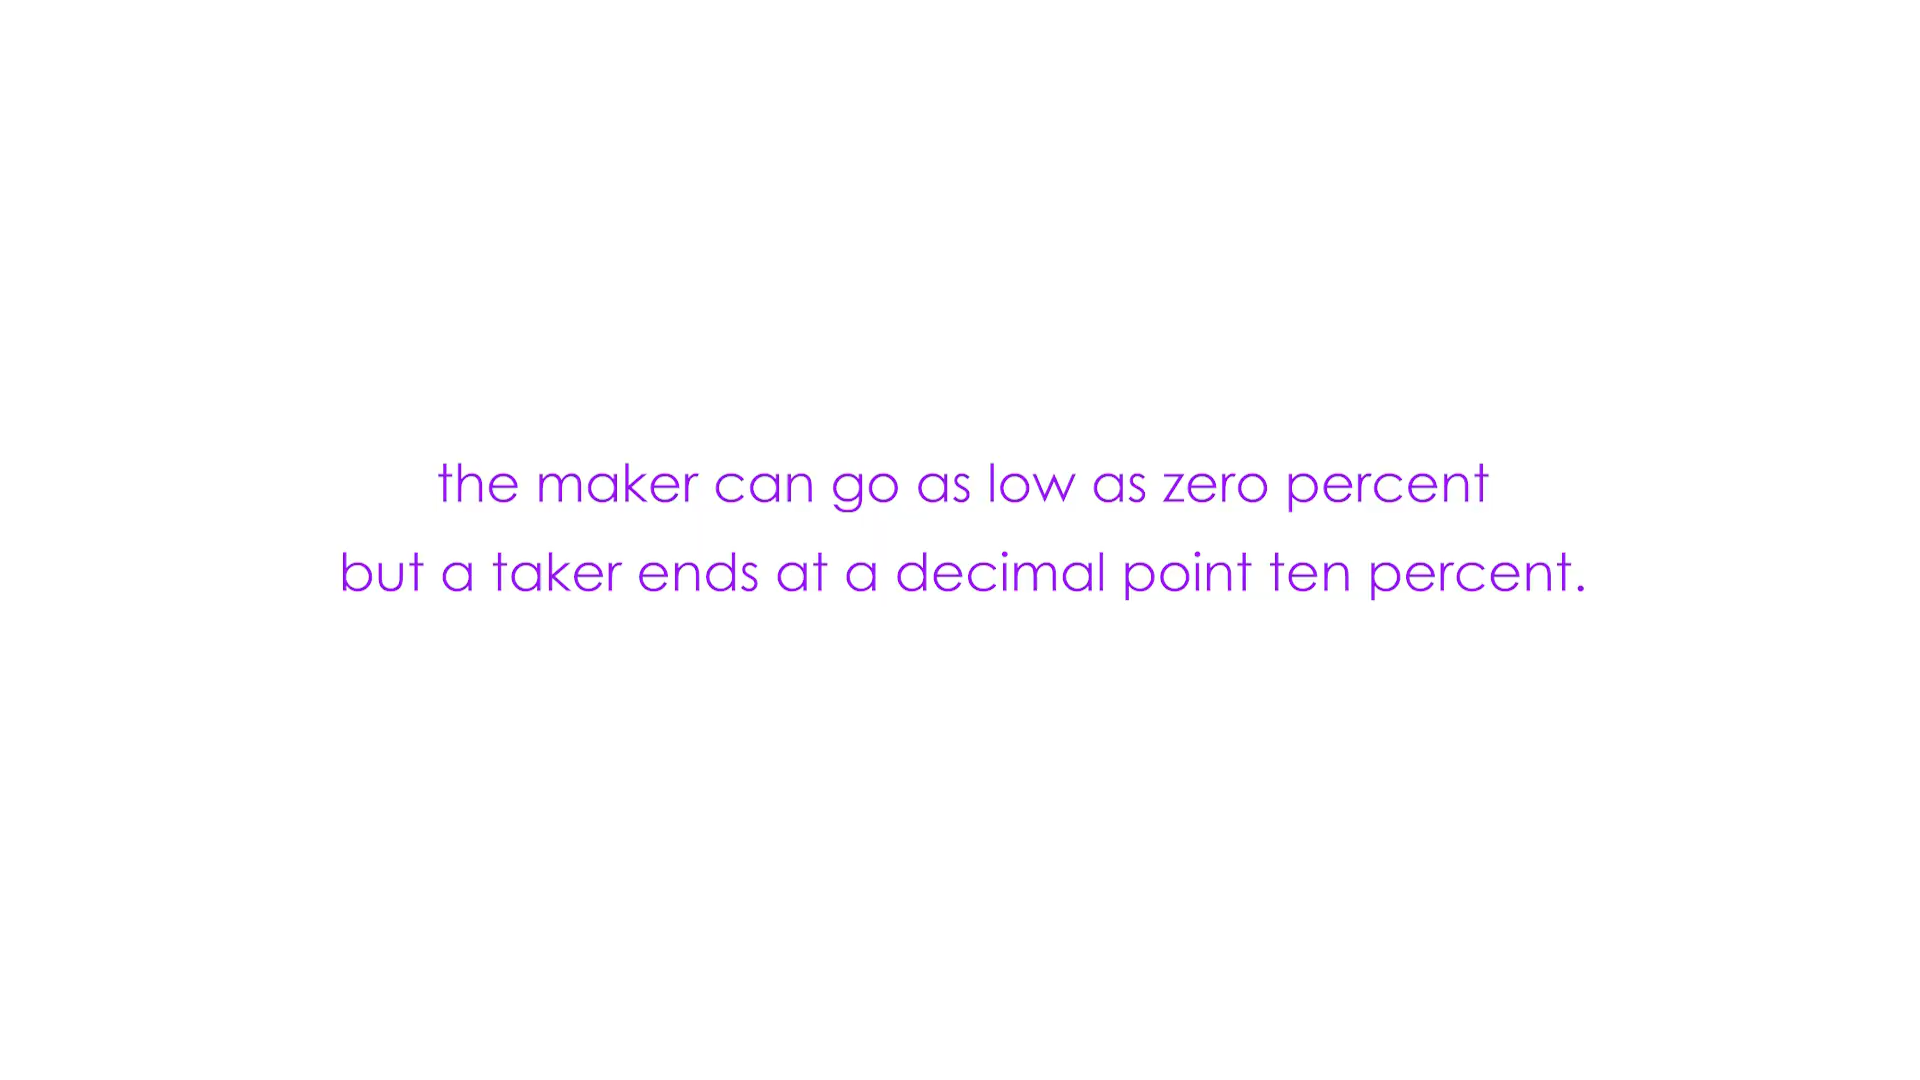 the maker can go as low as zero percent
but a taker ends at a decimal point ten percent.